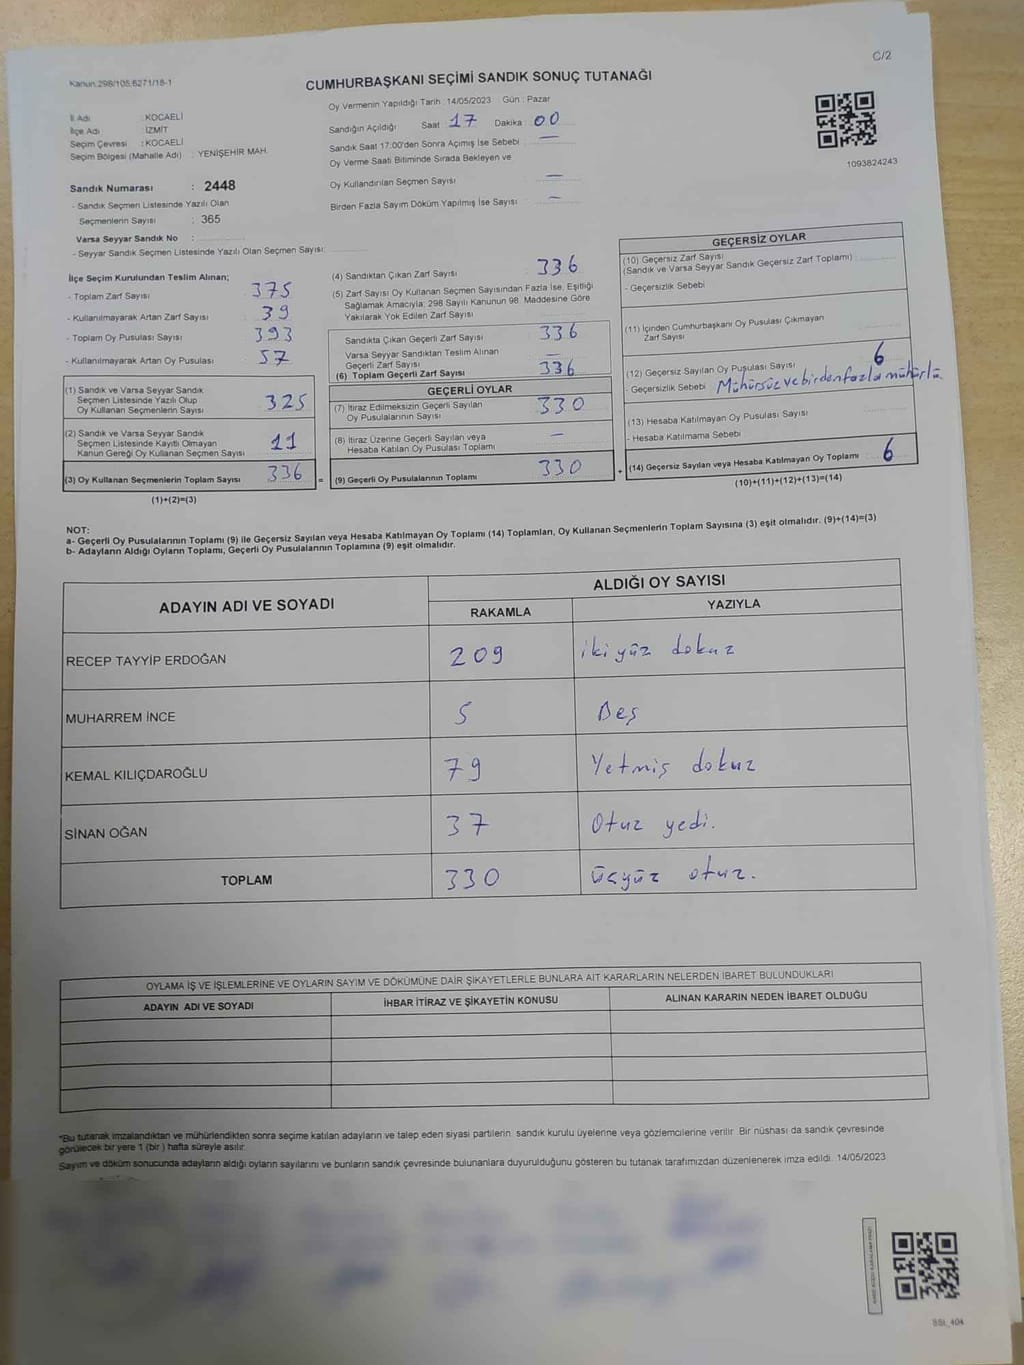 C/2
Kanun:298/105,6271/18-1
CUMHURBAŞKANI SEÇİMİ SANDIK SONUÇ TUTANAĞI
İl Adı : KOCAELİ
İlçe Adı : İZMİT
Seçim Çevresi : KOCAELİ
Seçim Bölgesi (Mahalle Adı) : YENİŞEHİR MAH.
Sandık Numarası : 2448
- Sandık Seçmen Listesinde Yazılı Olan
Seçmenlerin Sayısı : 365
Varsa Seyyar Sandık No :
- Seyyar Sandık Seçmen Listesinde Yazılı Olan Seçmen Sayısı:
Oy Vermenin Yapıldığı Tarih : 14/05/2023 Gün : Pazar
Sandığın Açıldığı Saat 17 Dakika 00
Sandık Saat 17:00'den Sonra Açımış İse Sebebi —
Oy Verme Saati Bitiminde Sırada Bekleyen ve
Oy Kullandırılan Seçmen Sayısı —
Birden Fazla Sayım Döküm Yapılmış İse Sayısı —
1093824243
İlçe Seçim Kurulundan Teslim Alınan;
- Toplam Zarf Sayısı 375
- Kullanılmayarak Artan Zarf Sayısı 39
- Toplam Oy Pusulası Sayısı 393
- Kullanılmayarak Artan Oy Pusulası 57
(1) Sandık ve Varsa Seyyar Sandık
Seçmen Listesinde Yazılı Olup
Oy Kullanan Seçmenlerin Sayısı 325
(2) Sandık ve Varsa Seyyar Sandık
Seçmen Listesinde Kayıtlı Olmayan
Kanun Gereği Oy Kullanan Seçmen Sayısı 11
(3) Oy Kullanan Seçmenlerin Toplam Sayısı 336 =
(1)+(2)=(3)
(4) Sandıktan Çıkan Zarf Sayısı 336
(5) Zarf Sayısı Oy Kullanan Seçmen Sayısından Fazla İse, Eşitliği
Sağlamak Amacıyla; 298 Sayılı Kanunun 98. Maddesine Göre
Yakılarak Yok Edilen Zarf Sayısı
Sandıkta Çıkan Geçerli Zarf Sayısı 336
Varsa Seyyar Sandıktan Teslim Alınan
Geçerli Zarf Sayısı —
(6) Toplam Geçerli Zarf Sayısı 336
GEÇERLİ OYLAR
(7) İtiraz Edilmeksizin Geçerli Sayılan
Oy Pusulalarının Sayısı 330
(8) İtiraz Üzerine Geçerli Sayılan veya
Hesaba Katılan Oy Pusulası Toplamı —
(9) Geçerli Oy Pusulalarının Toplamı 330 +
GEÇERSİZ OYLAR
(10) Geçersiz Zarf Sayısı
(Sandık ve Varsa Seyyar Sandık Geçersiz Zarf Toplamı)
- Geçersizlik Sebebi
(11) İçinden Cumhurbaşkanı Oy Pusulası Çıkmayan
Zarf Sayısı
(12) Geçersiz Sayılan Oy Pusulası Sayısı 6
- Geçersizlik Sebebi Mühürsüz ve birden fazla mühürlü.
(13) Hesaba Katılmayan Oy Pusulası Sayısı
- Hesaba Katılmama Sebebi
(14) Geçersiz Sayılan veya Hesaba Katılmayan Oy Toplamı 6
(10)+(11)+(12)+(13)=(14)
NOT:
a- Geçerli Oy Pusulalarının Toplamı (9) ile Geçersiz Sayılan veya Hesaba Katılmayan Oy Toplamı (14) Toplamları, Oy Kullanan Seçmenlerin Toplam Sayısına (3) eşit olmalıdır. (9)+(14)=(3)
b- Adayların Aldığı Oyların Toplamı, Geçerli Oy Pusulalarının Toplamına (9) eşit olmalıdır.
ADAYIN ADI VE SOYADI
ALDIĞI OY SAYISI
RAKAMLA YAZIYLA
RECEP TAYYİP ERDOĞAN 209 iki yüz dokuz
MUHARREM İNCE 5 Beş
KEMAL KILIÇDAROĞLU 79 Yetmiş dokuz
SİNAN OĞAN 37 Otuz yedi.
TOPLAM 330 üçyüz otuz.
OYLAMA İŞ VE İŞLEMLERİNE VE OYLARIN SAYIM VE DÖKÜMÜNE DAİR ŞİKAYETLERLE BUNLARA AİT KARARLARIN NELERDEN İBARET BULUNDUKLARI
ADAYIN ADI VE SOYADI İHBAR İTİRAZ VE ŞİKAYETİN KONUSU ALINAN KARARIN NEDEN İBARET OLDUĞU
*Bu tutanak imzalandıktan ve mühürlendikten sonra seçime katılan adayların ve talep eden siyasi partilerin sandık kurulu üyelerine veya gözlemcilerine verilir. Bir nüshası da sandık çevresinde
görülecek bir yere 1 (bir) hafta süreyle asılır.
Sayım ve döküm sonucunda adayların aldığı oyların sayılarını ve bunların sandık çevresinde bulunanlara duyurulduğunu gösteren bu tutanak tarafımızdan düzenlenerek imza edildi. 14/05/2023
SSI_404